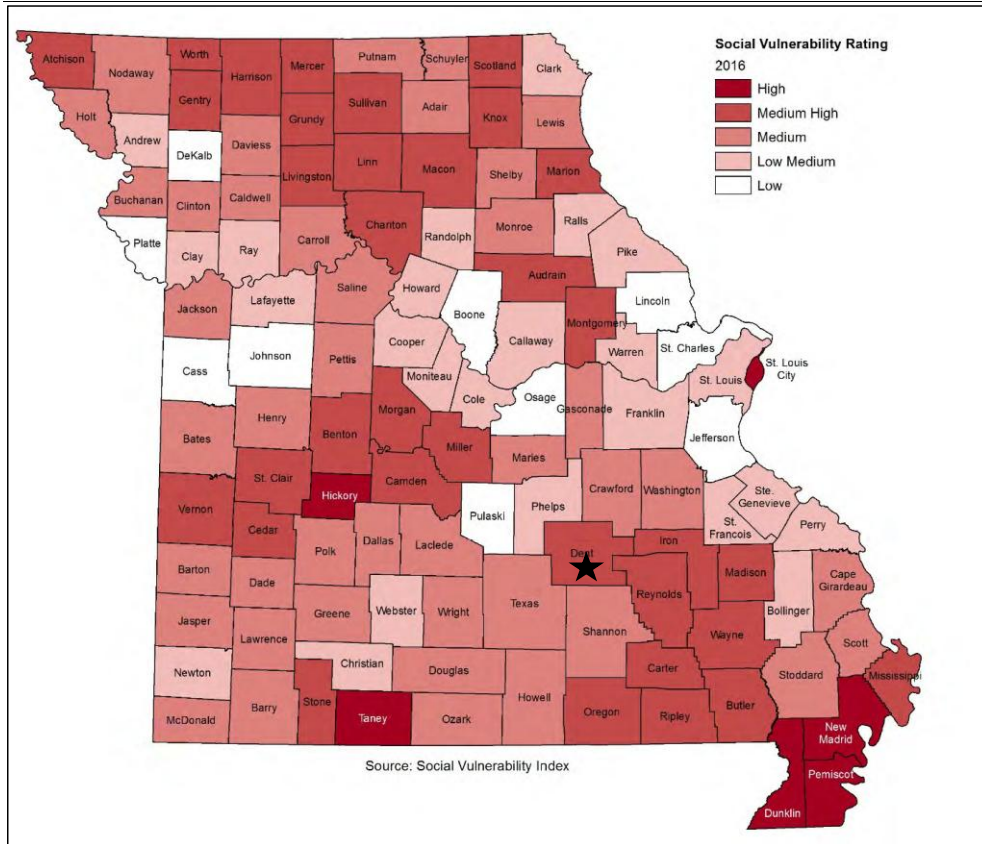 Social Vulnerability Rating
2016
High
Medium High
Medium
Low Medium
Low
Atchison
Nodaway
Worth
Gentry
Harrison
Mercer
Putnam
Schuyler
Scotland
Clark
Holt
Andrew
DeKalb
Daviess
Grundy
Sullivan
Adair
Knox
Lewis
Buchanan
Clinton
Caldwell
Livingston
Linn
Macon
Shelby
Marion
Platte
Clay
Ray
Carroll
Chariton
Randolph
Monroe
Ralls
Pike
Jackson
Lafayette
Saline
Howard
Boone
Audrain
Callaway
Montgomery
Lincoln
Warren
St. Charles
St. Louis
St. Louis
City
Cass
Johnson
Pettis
Cooper
Moniteau
Cole
Osage
Gasconade
Franklin
Jefferson
Bates
Henry
Benton
Morgan
Miller
Maries
Vernon
St. Clair
Hickory
Camden
Pulaski
Phelps
Crawford
Washington
St.
Francois
Ste.
Genevieve
Perry
Cedar
Polk
Dallas
Laclede
Dent
Iron
Reynolds
Madison
Bollinger
Cape
Girardeau
Barton
Dade
Greene
Webster
Wright
Texas
Shannon
Wayne
Scott
Jasper
Lawrence
Christian
Douglas
Carter
Stoddard
Mississippi
Newton
McDonald
Barry
Stone
Taney
Ozark
Howell
Oregon
Ripley
Butler
New
Madrid
Pemiscot
Dunklin
Source: Social Vulnerability Index